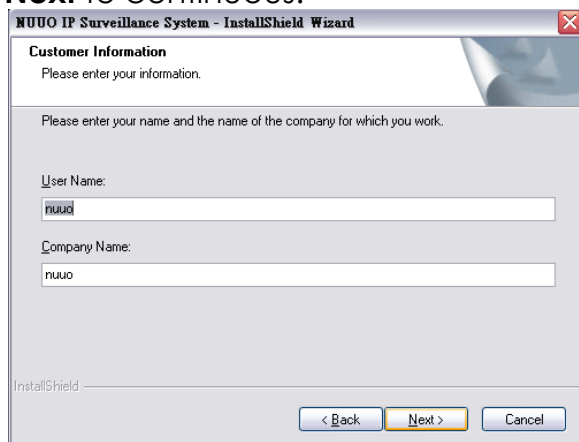 Next to continuous.
NUUO IP Surveillance System - InstallShield Wizard
Customer Information
Please enter your information.
Please enter your name and the name of the company for which you work.
User Name:
nuuo
Company Name:
nuuo
InstallShield
< Back Next > Cancel